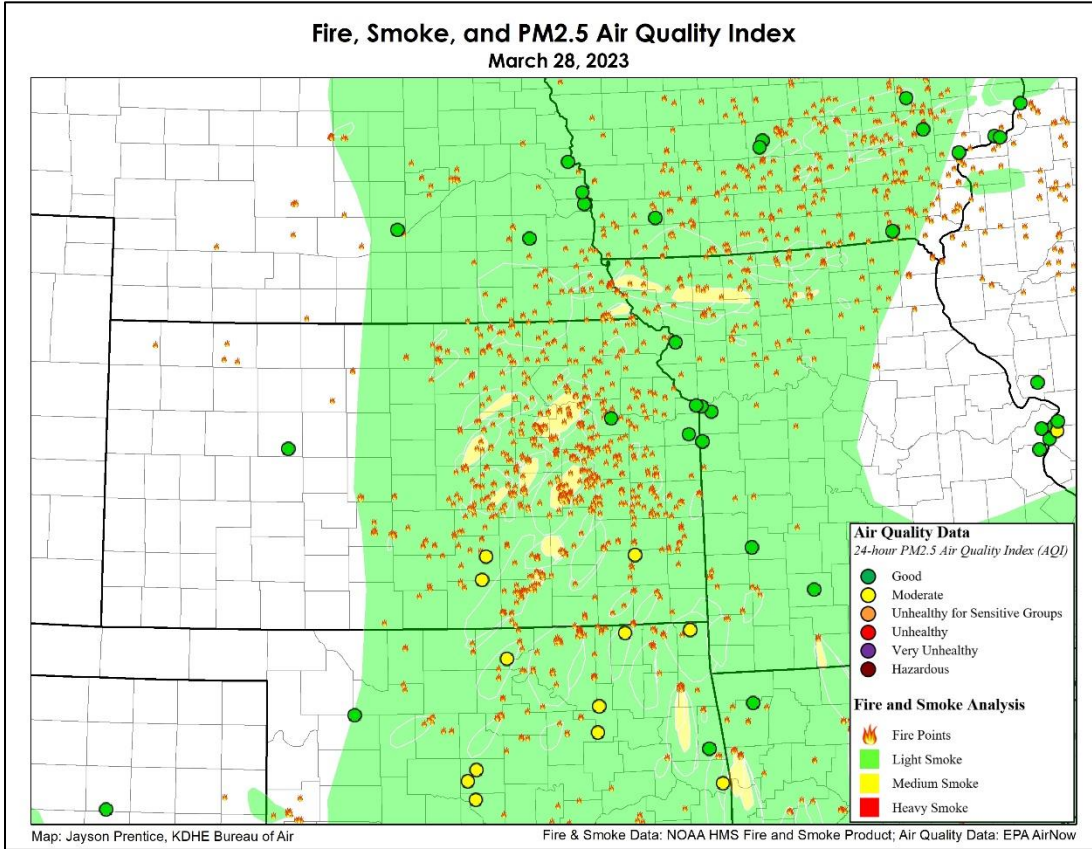 Fire, Smoke, and PM2.5 Air Quality Index
March 28, 2023
Air Quality Data
24-hour PM2.5 Air Quality Index (AQI)
Good
Moderate
Unhealthy for Sensitive Groups
Unhealthy
Very Unhealthy
Hazardous
Fire and Smoke Analysis
Fire Points
Light Smoke
Medium Smoke
Heavy Smoke
Map: Jayson Prentice, KDHE Bureau of Air
Fire & Smoke Data: NOAA HMS Fire and Smoke Product; Air Quality Data: EPA AirNow